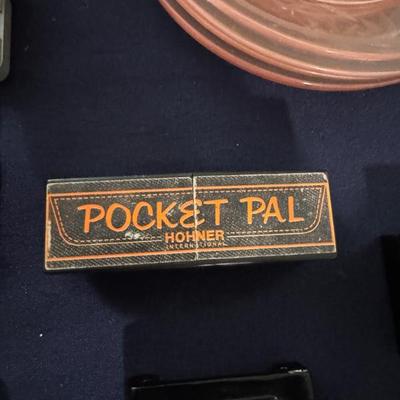 POCKET PAL
HOHNER
INTERNATIONAL